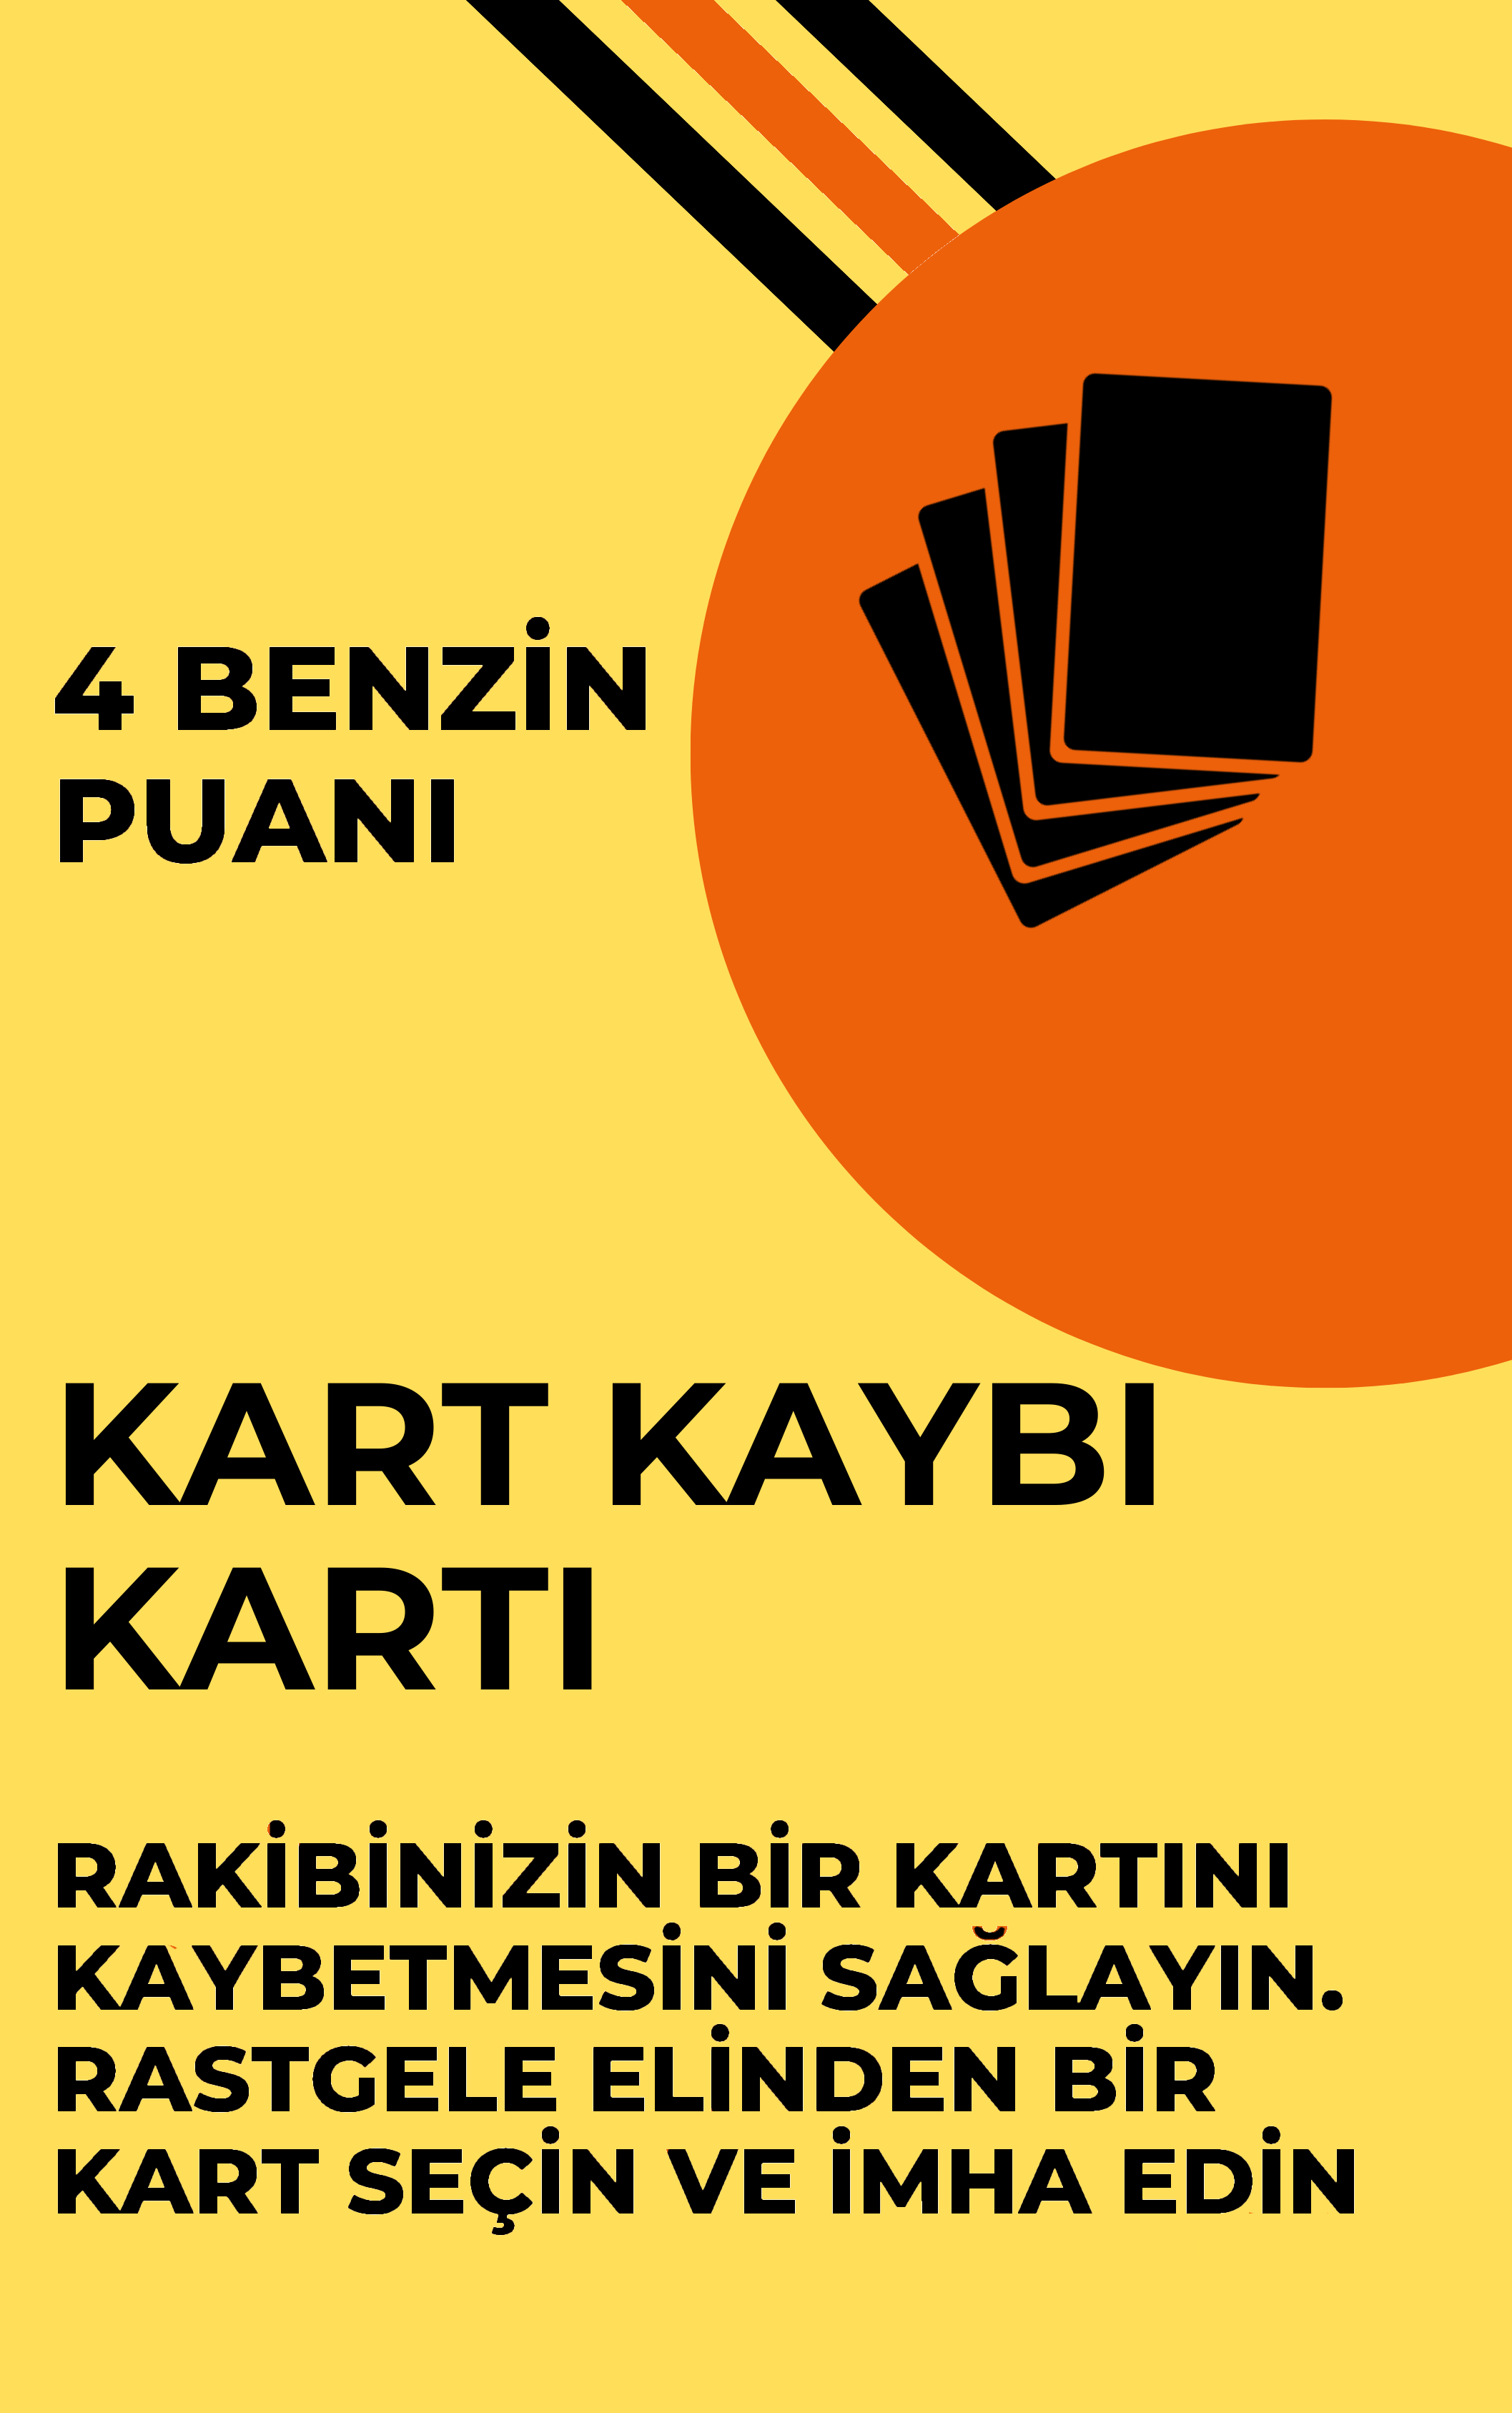 4 BENZİN
PUANI
KART KAYBI
KARTI
RAKİBİNİZİN BİR KARTINI
KAYBETMESİNİ SAĞLAYIN.
RASTGELE ELİNDEN BİR
KART SEÇİN VE İMHA EDİN